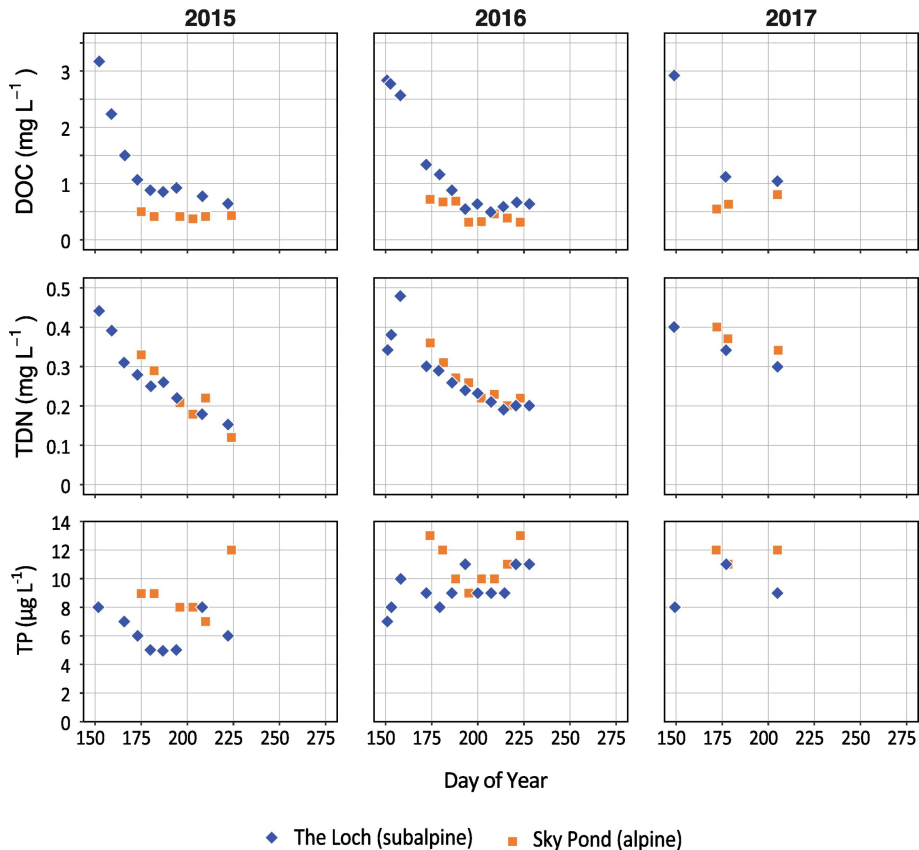 2015 2016 2017
DOC (mg L⁻¹)
3
2
1
0
TDN (mg L⁻¹)
0.5
0.4
0.3
0.2
0.1
0
TP (µg L⁻¹)
14
12
10
8
6
4
2
0
150 175 200 225 250 275 150 175 200 225 250 275 150 175 200 225 250 275
Day of Year
The Loch (subalpine) Sky Pond (alpine)